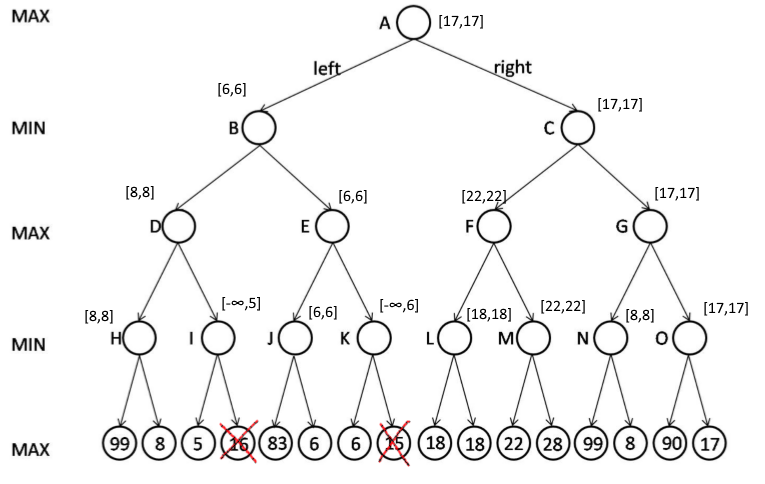 MAX A [17,17]
left right
[6,6] [17,17]
MIN B C
[8,8] [6,6] [22,22] [17,17]
MAX D E F G
[8,8] [-∞,5] [6,6] [-∞,6] [18,18] [22,22] [8,8] [17,17]
MIN H I J K L M N O
MAX 99 8 5 16 83 6 6 15 18 18 22 28 99 8 90 17